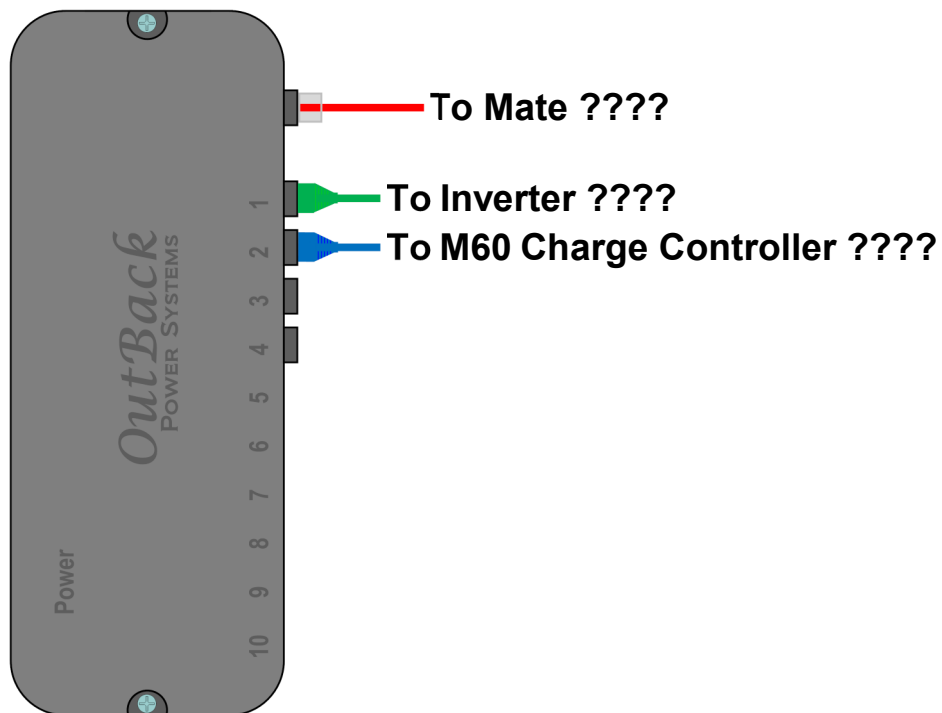 To Mate ????
To Inverter ????
To M60 Charge Controller ????
OutBack
POWER SYSTEMS
Power
1
2
3
4
5
6
7
8
9
10